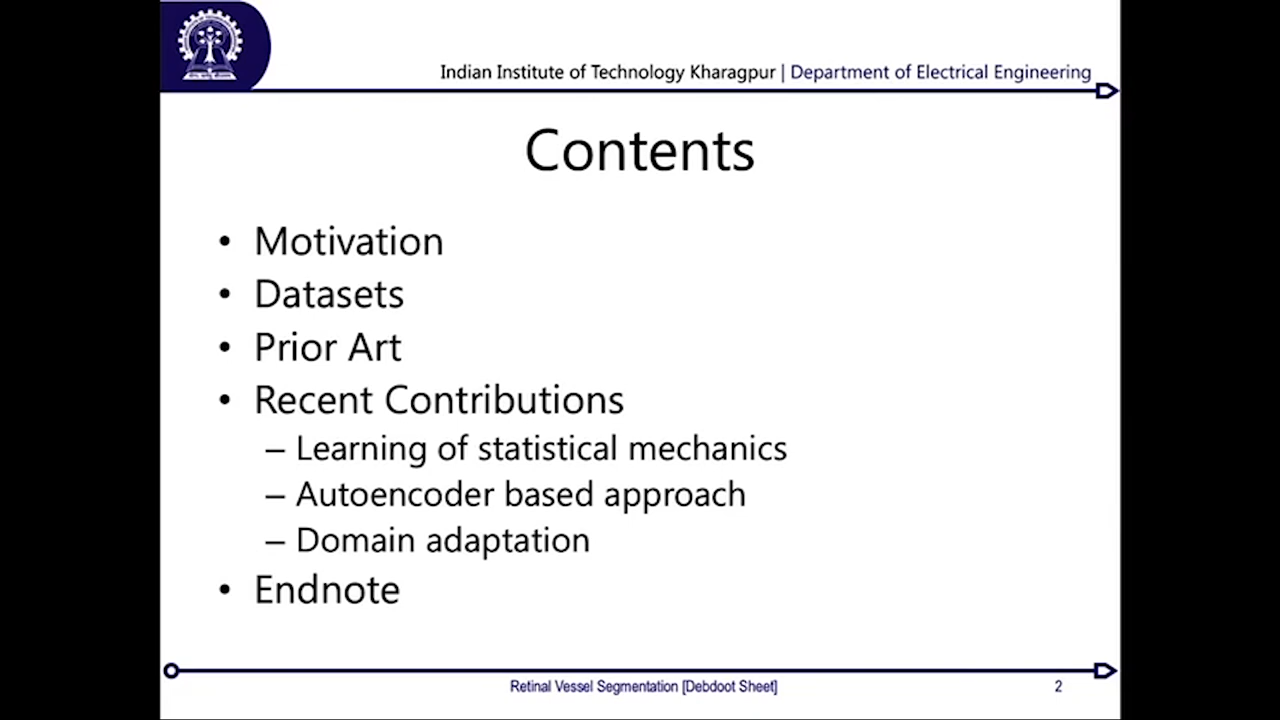 Indian Institute of Technology Kharagpur | Department of Electrical Engineering
Contents
• Motivation
• Datasets
• Prior Art
• Recent Contributions
– Learning of statistical mechanics
– Autoencoder based approach
– Domain adaptation
• Endnote
Retinal Vessel Segmentation [Debdoot Sheet]
2